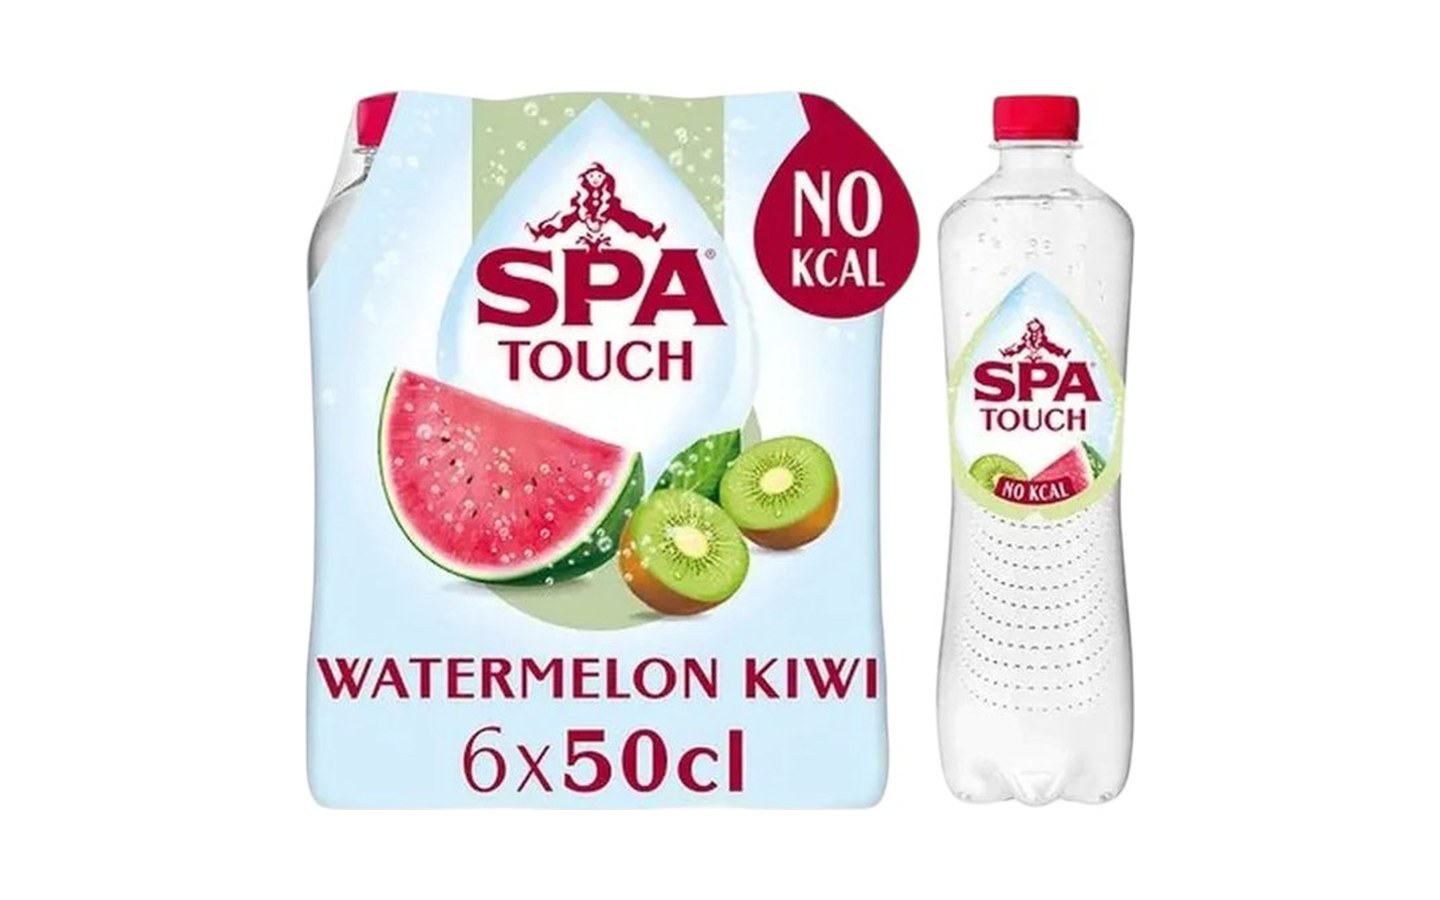 NO
KCAL
SPA®
TOUCH
WATERMELON KIWI
6x50cl
SPA
TOUCH
NO KCAL